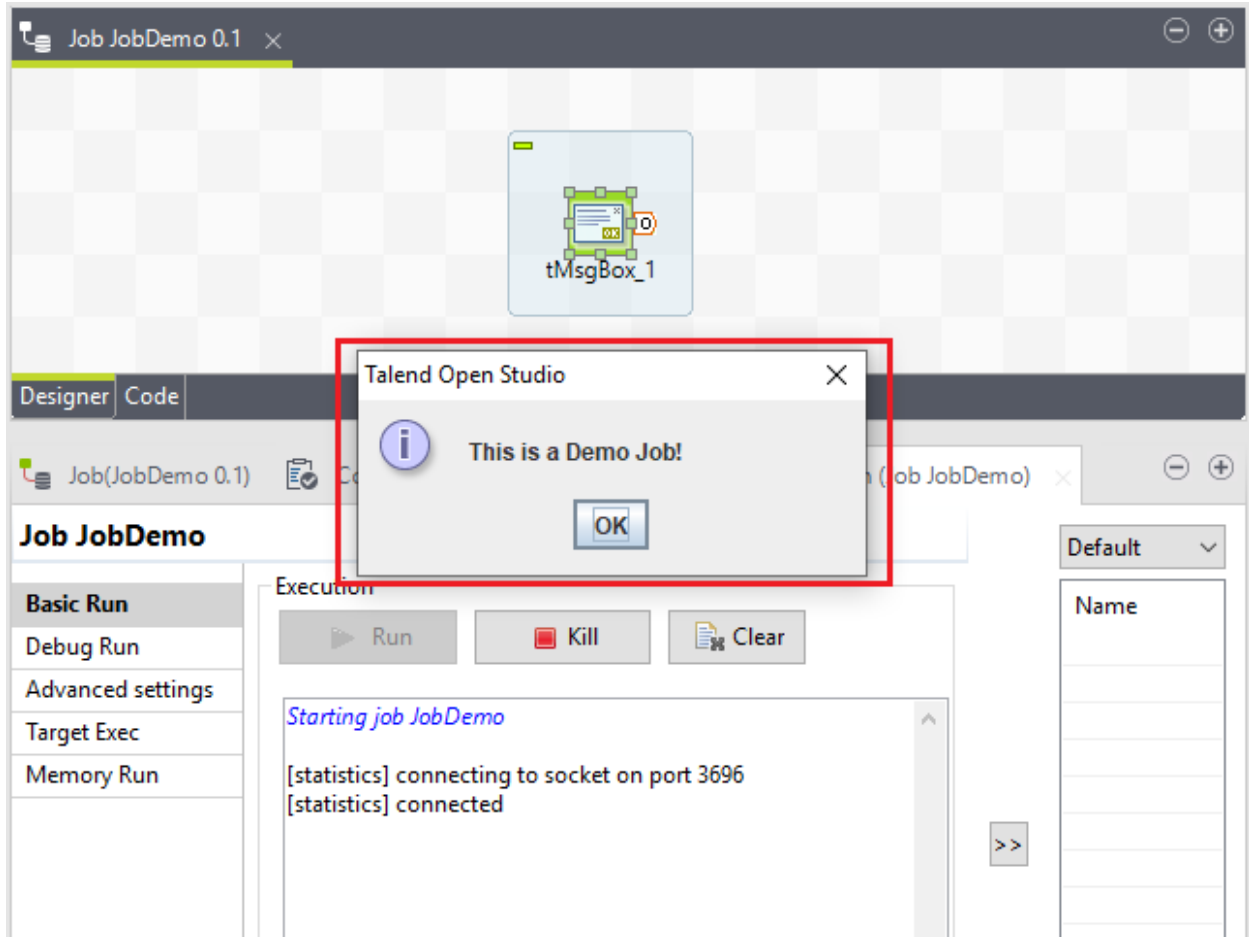 Job JobDemo 0.1
OK
tMsgBox_1
Talend Open Studio
Designer Code
This is a Demo Job!
Job(JobDemo 0.1)
JobDemo)
OK
Job JobDemo
Default
Execution
Basic Run
Name
Run Kill Clear
Debug Run
Advanced settings
Starting job JobDemo
Target Exec
Memory Run
[statistics] connecting to socket on port 3696
[statistics] connected
>>